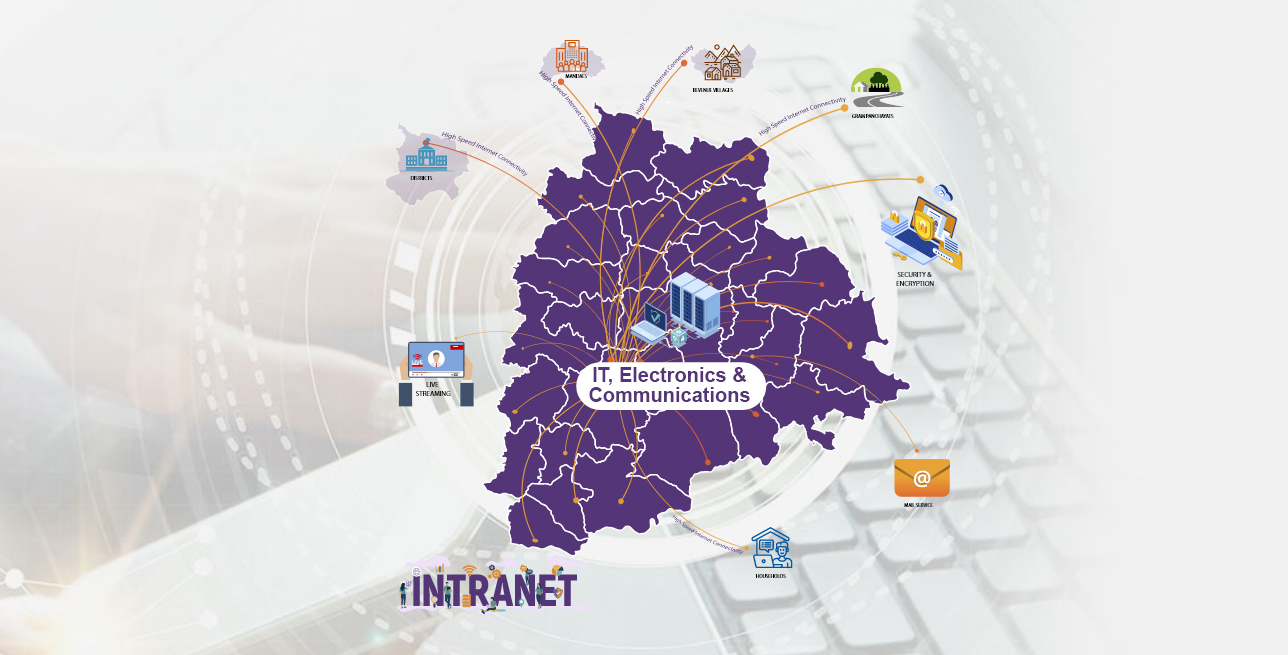 MANDALS
High Speed Internet Connectivity
High Speed Internet Connectivity
REVENUE VILLAGES
High Speed Internet Connectivity
GRAM PANCHAYATS
High Speed Internet Connectivity
DISTRICTS
SECURITY &
ENCRYPTION
LIVE
LIVE
STREAMING
IT, Electronics &
Communications
@
MAIL SERVICE
High Speed Internet Connectivity
HOUSEHOLDS
INTRANET